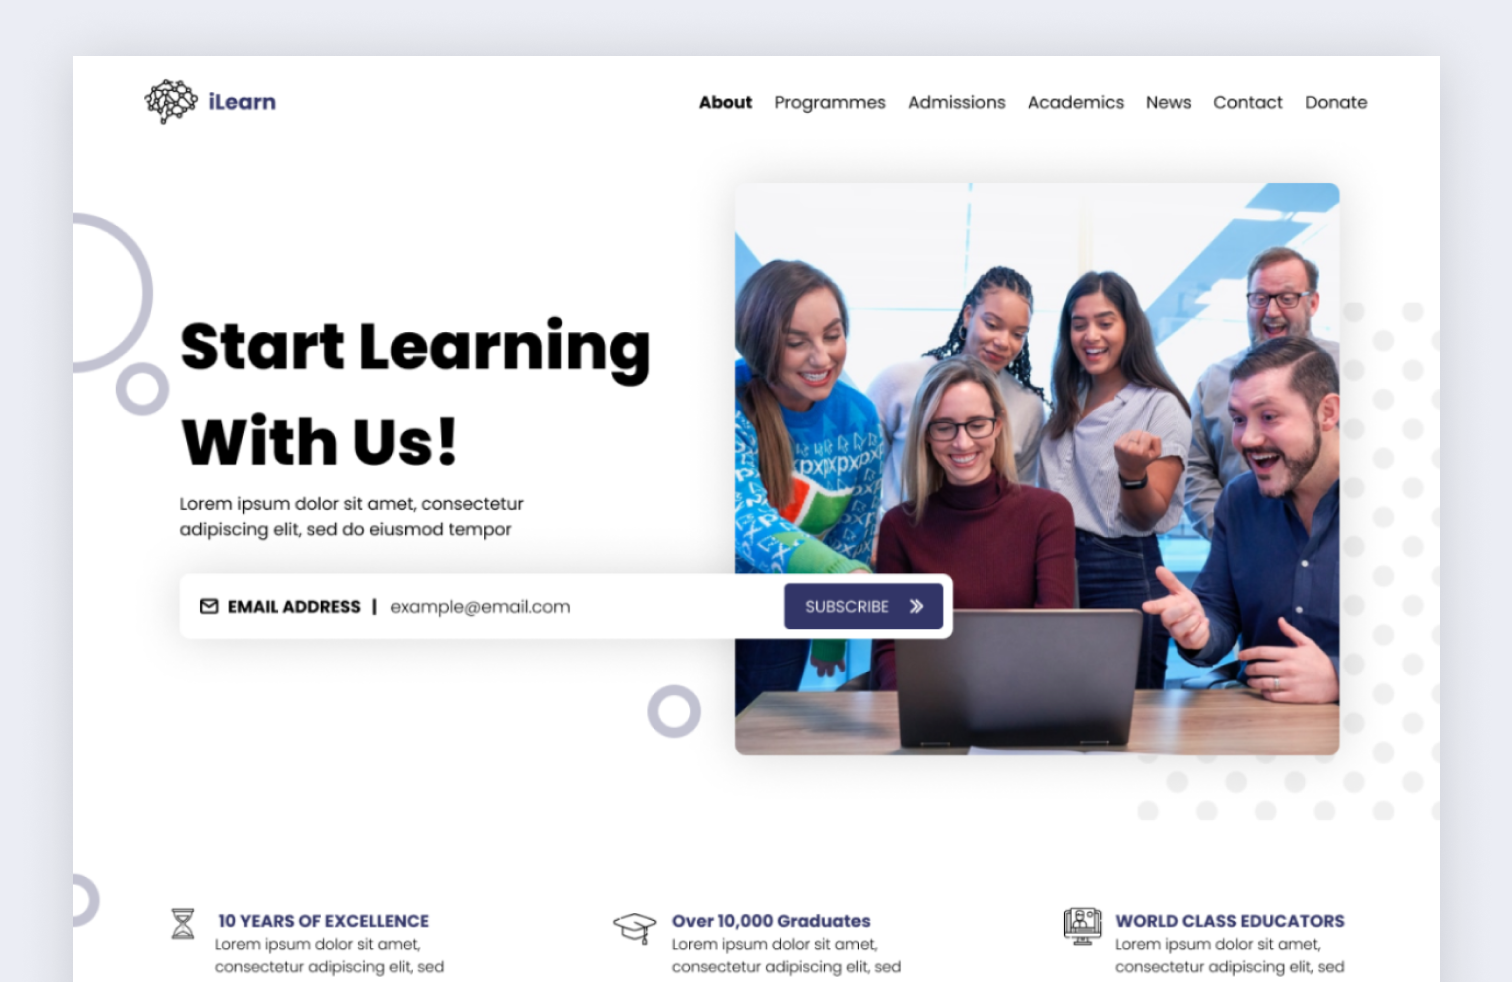 iLearn
About Programmes Admissions Academics News Contact Donate
Start Learning
With Us!
Lorem ipsum dolor sit amet, consectetur
adipiscing elit, sed do eiusmod tempor
EMAIL ADDRESS | example@email.com
SUBSCRIBE
10 YEARS OF EXCELLENCE
Lorem ipsum dolor sit amet,
consectetur adipiscing elit, sed
Over 10,000 Graduates
Lorem ipsum dolor sit amet,
consectetur adipiscing elit, sed
WORLD CLASS EDUCATORS
Lorem ipsum dolor sit amet,
consectetur adipiscing elit, sed